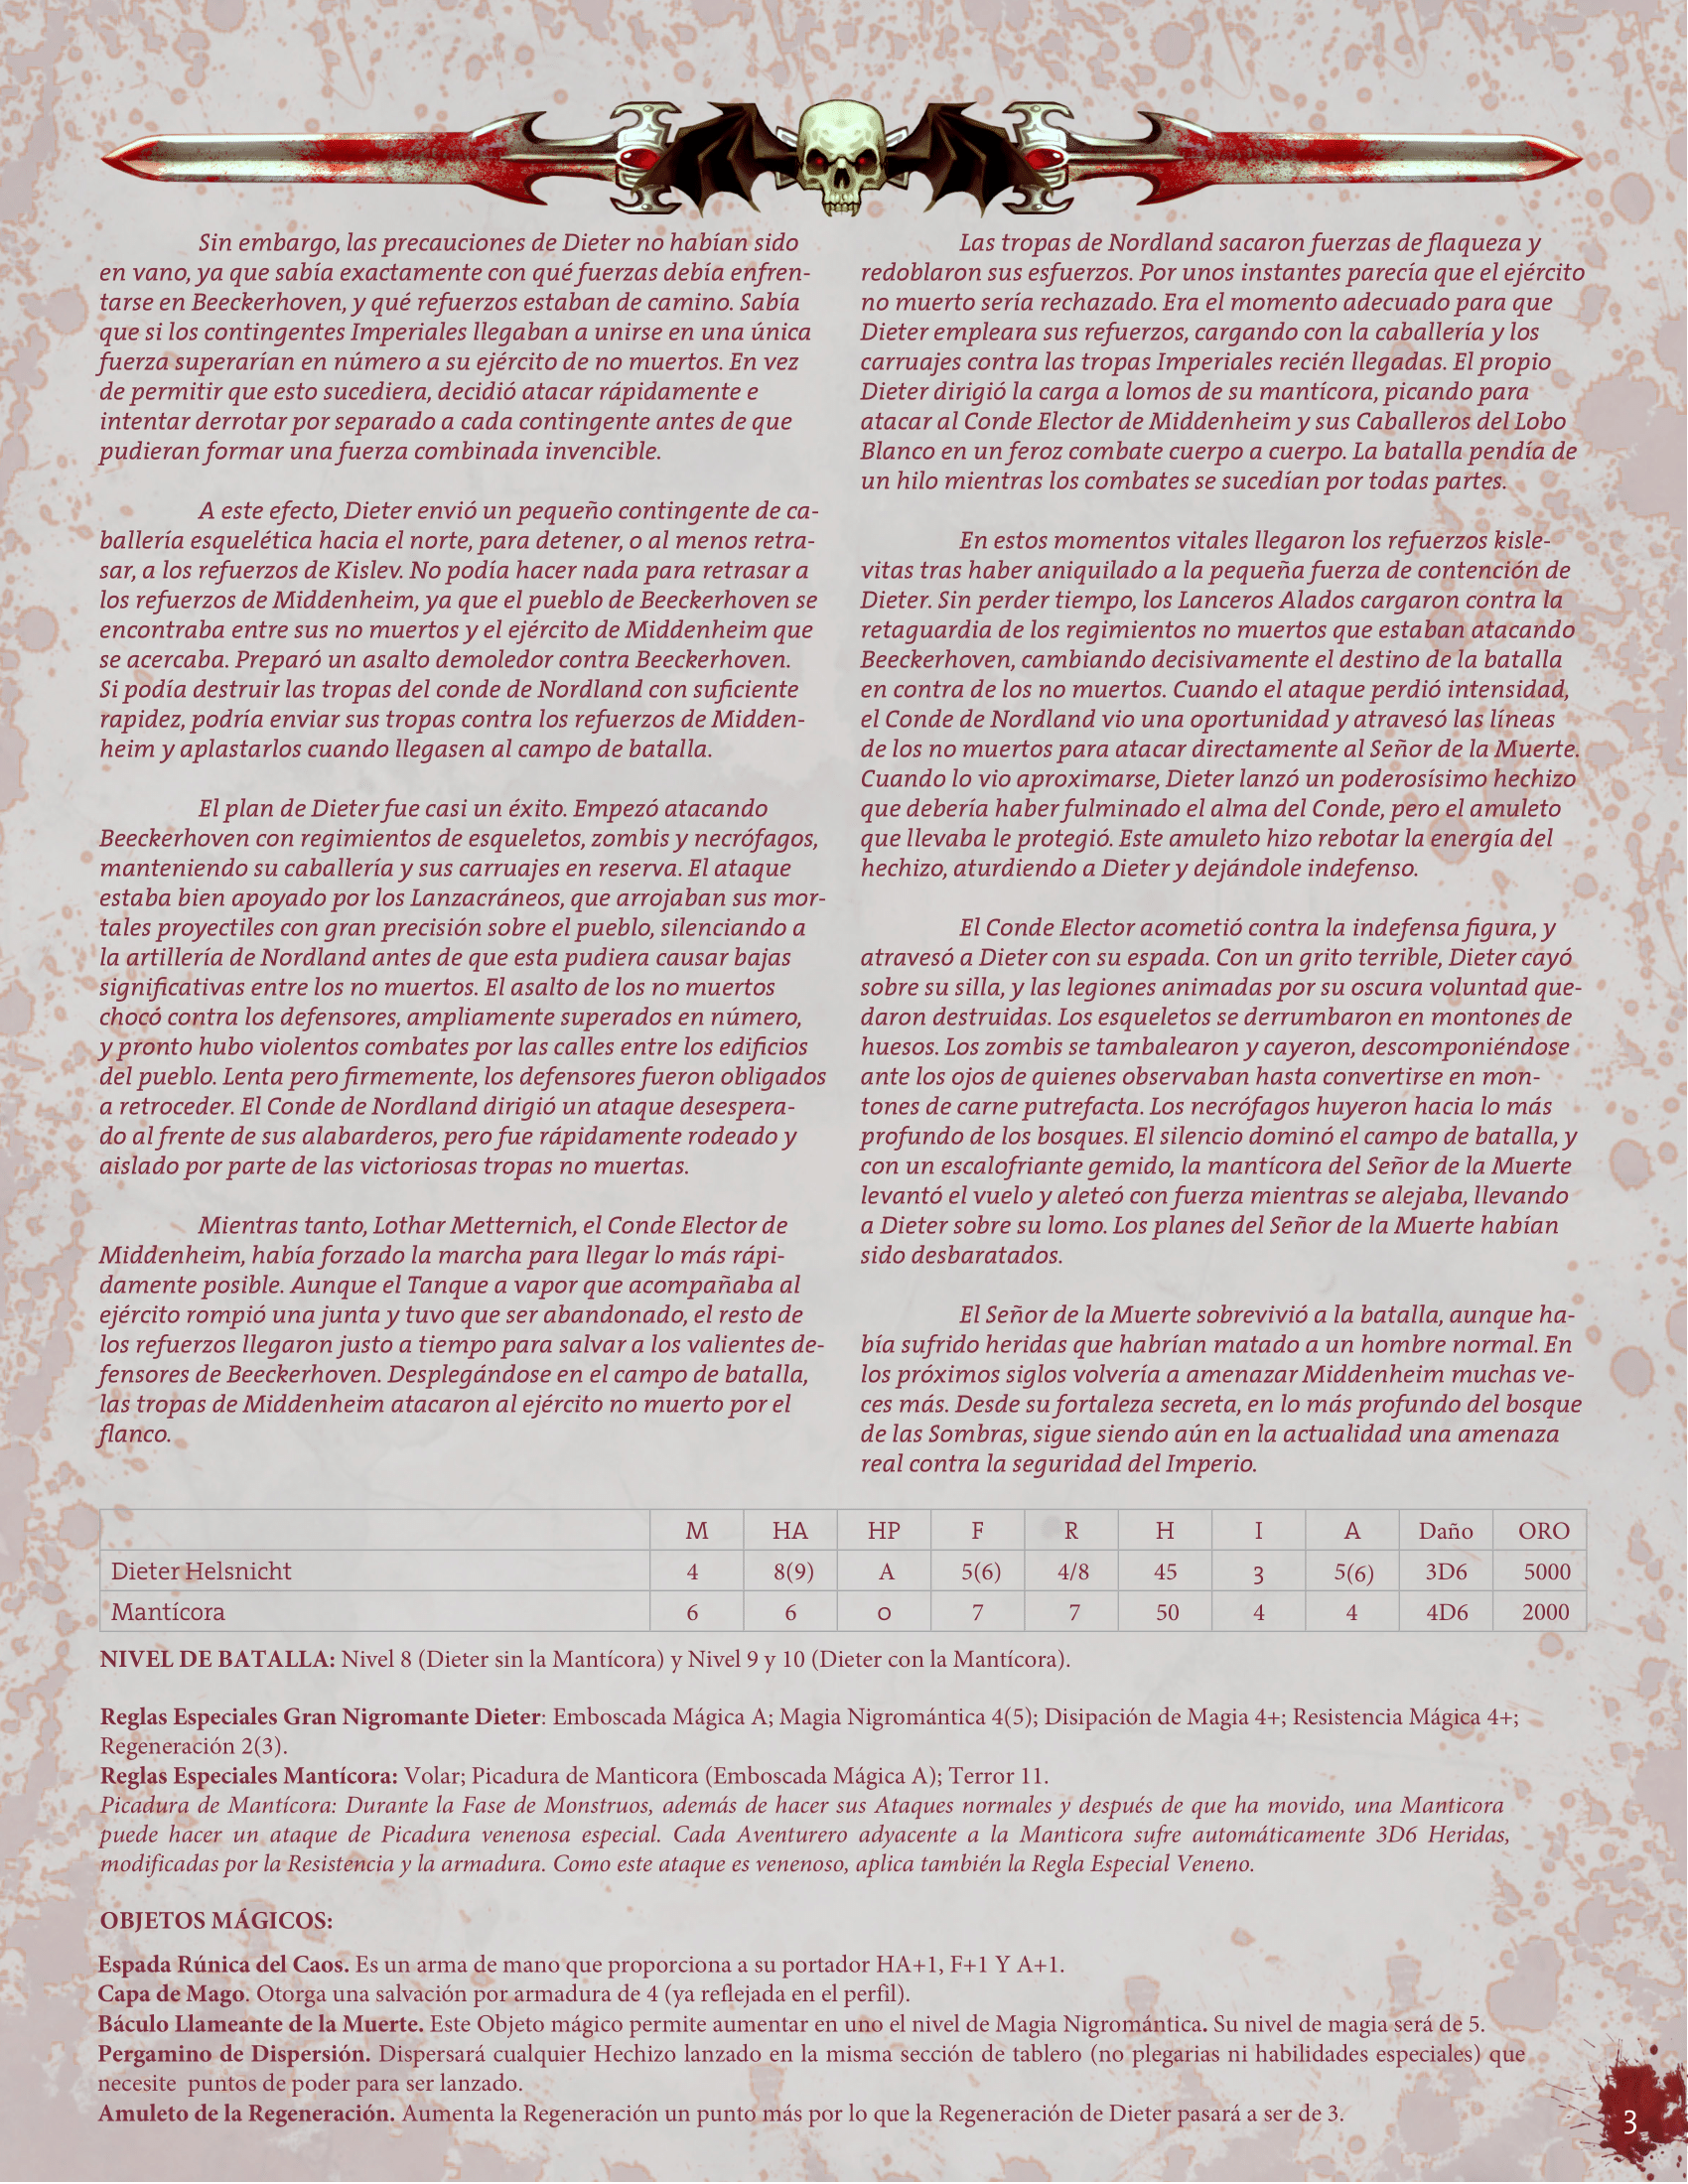 Sin embargo, las precauciones de Dieter no habían sido
en vano, ya que sabía exactamente con qué fuerzas debía enfren-
tarse en Beeckerhoven, y qué refuerzos estaban de camino. Sabía
que si los contingentes Imperiales llegaban a unirse en una única
fuerza superarían en número a su ejército de no muertos. En vez
de permitir que esto sucediera, decidió atacar rápidamente e
intentar derrotar por separado a cada contingente antes de que
pudieran formar una fuerza combinada invencible.
A este efecto, Dieter envió un pequeño contingente de ca-
ballería esquelética hacia el norte, para detener, o al menos retra-
sar, a los refuerzos de Kislev. No podía hacer nada para retrasar a
los refuerzos de Middenheim, ya que el pueblo de Beeckerhoven se
encontraba entre sus no muertos y el ejército de Middenheim que
se acercaba. Preparó un asalto demoledor contra Beeckerhoven.
Si podía destruir las tropas del conde de Nordland con suficiente
rapidez, podría enviar sus tropas contra los refuerzos de Midden-
heim y aplastarlos cuando llegasen al campo de batalla.
El plan de Dieter fue casi un éxito. Empezó atacando
Beeckerhoven con regimientos de esqueletos, zombis y necrófagos,
manteniendo su caballería y sus carruajes en reserva. El ataque
estaba bien apoyado por los Lanzacráneos, que arrojaban sus mor-
tales proyectiles con gran precisión sobre el pueblo, silenciando a
la artillería de Nordland antes de que esta pudiera causar bajas
significativas entre los no muertos. El asalto de los no muertos
chocó contra los defensores, ampliamente superados en número,
y pronto hubo violentos combates por las calles entre los edificios
del pueblo. Lenta pero firmemente, los defensores fueron obligados
a retroceder. El Conde de Nordland dirigió un ataque desespera-
do al frente de sus alabarderos, pero fue rápidamente rodeado y
aislado por parte de las victoriosas tropas no muertas.
Mientras tanto, Lothar Metternich, el Conde Elector de
Middenheim, había forzado la marcha para llegar lo más rápi-
damente posible. Aunque el Tanque a vapor que acompañaba al
ejército rompió una junta y tuvo que ser abandonado, el resto de
los refuerzos llegaron justo a tiempo para salvar a los valientes de-
fensores de Beeckerhoven. Desplegándose en el campo de batalla,
las tropas de Middenheim atacaron al ejército no muerto por el
flanco.
Las tropas de Nordland sacaron fuerzas de flaqueza y
redoblaron sus esfuerzos. Por unos instantes parecía que el ejército
no muerto sería rechazado. Era el momento adecuado para que
Dieter empleara sus refuerzos, cargando con la caballería y los
carruajes contra las tropas Imperiales recién llegadas. El propio
Dieter dirigió la carga a lomos de su mantícora, picando para
atacar al Conde Elector de Middenheim y sus Caballeros del Lobo
Blanco en un feroz combate cuerpo a cuerpo. La batalla pendía de
un hilo mientras los combates se sucedían por todas partes.
En estos momentos vitales llegaron los refuerzos kisle-
vitas tras haber aniquilado a la pequeña fuerza de contención de
Dieter. Sin perder tiempo, los Lanceros Alados cargaron contra la
retaguardia de los regimientos no muertos que estaban atacando
Beeckerhoven, cambiando decisivamente el destino de la batalla
en contra de los no muertos. Cuando el ataque perdió intensidad,
el Conde de Nordland vio una oportunidad y atravesó las líneas
de los no muertos para atacar directamente al Señor de la Muerte.
Cuando lo vio aproximarse, Dieter lanzó un poderosísimo hechizo
que debería haber fulminado el alma del Conde, pero el amuleto
que llevaba le protegió. Este amuleto hizo rebotar la energía del
hechizo, aturdiendo a Dieter y dejándole indefenso.
El Conde Elector acometió contra la indefensa figura, y
atravesó a Dieter con su espada. Con un grito terrible, Dieter cayó
sobre su silla, y las legiones animadas por su oscura voluntad que-
daron destruidas. Los esqueletos se derrumbaron en montones de
huesos. Los zombis se tambalearon y cayeron, descomponiéndose
ante los ojos de quienes observaban hasta convertirse en mon-
tones de carne putrefacta. Los necrófagos huyeron hacia lo más
profundo de los bosques. El silencio dominó el campo de batalla, y
con un escalofriante gemido, la mantícora del Señor de la Muerte
levantó el vuelo y aleteó con fuerza mientras se alejaba, llevando
a Dieter sobre su lomo. Los planes del Señor de la Muerte habían
sido desbaratados.
El Señor de la Muerte sobrevivió a la batalla, aunque ha-
bía sufrido heridas que habrían matado a un hombre normal. En
los próximos siglos volvería a amenazar Middenheim muchas ve-
ces más. Desde su fortaleza secreta, en lo más profundo del bosque
de las Sombras, sigue siendo aún en la actualidad una amenaza
real contra la seguridad del Imperio.
M HA HP F R H I A Daño ORO
Dieter Helsnicht 4 8(9) A 5(6) 4/8 45 3 5(6) 3D6 5000
Mantícora 6 6 0 7 7 50 4 4 4D6 2000
NIVEL DE BATALLA: Nivel 8 (Dieter sin la Mantícora) y Nivel 9 y 10 (Dieter con la Mantícora).
Reglas Especiales Gran Nigromante Dieter: Emboscada Mágica A; Magia Nigromántica 4(5); Disipación de Magia 4+; Resistencia Mágica 4+;
Regeneración 2(3).
Reglas Especiales Mantícora: Volar; Picadura de Manticora (Emboscada Mágica A); Terror 11.
Picadura de Mantícora: Durante la Fase de Monstruos, además de hacer sus Ataques normales y después de que ha movido, una Manticora
puede hacer un ataque de Picadura venenosa especial. Cada Aventurero adyacente a la Manticora sufre automáticamente 3D6 Heridas,
modificadas por la Resistencia y la armadura. Como este ataque es venenoso, aplica también la Regla Especial Veneno.
OBJETOS MÁGICOS:
Espada Rúnica del Caos. Es un arma de mano que proporciona a su portador HA+1, F+1 Y A+1.
Capa de Mago. Otorga una salvación por armadura de 4 (ya reflejada en el perfil).
Báculo Llameante de la Muerte. Este Objeto mágico permite aumentar en uno el nivel de Magia Nigromántica. Su nivel de magia será de 5.
Pergamino de Dispersión. Dispersará cualquier Hechizo lanzado en la misma sección de tablero (no plegarias ni habilidades especiales) que
necesite puntos de poder para ser lanzado.
Amuleto de la Regeneración. Aumenta la Regeneración un punto más por lo que la Regeneración de Dieter pasará a ser de 3.
3